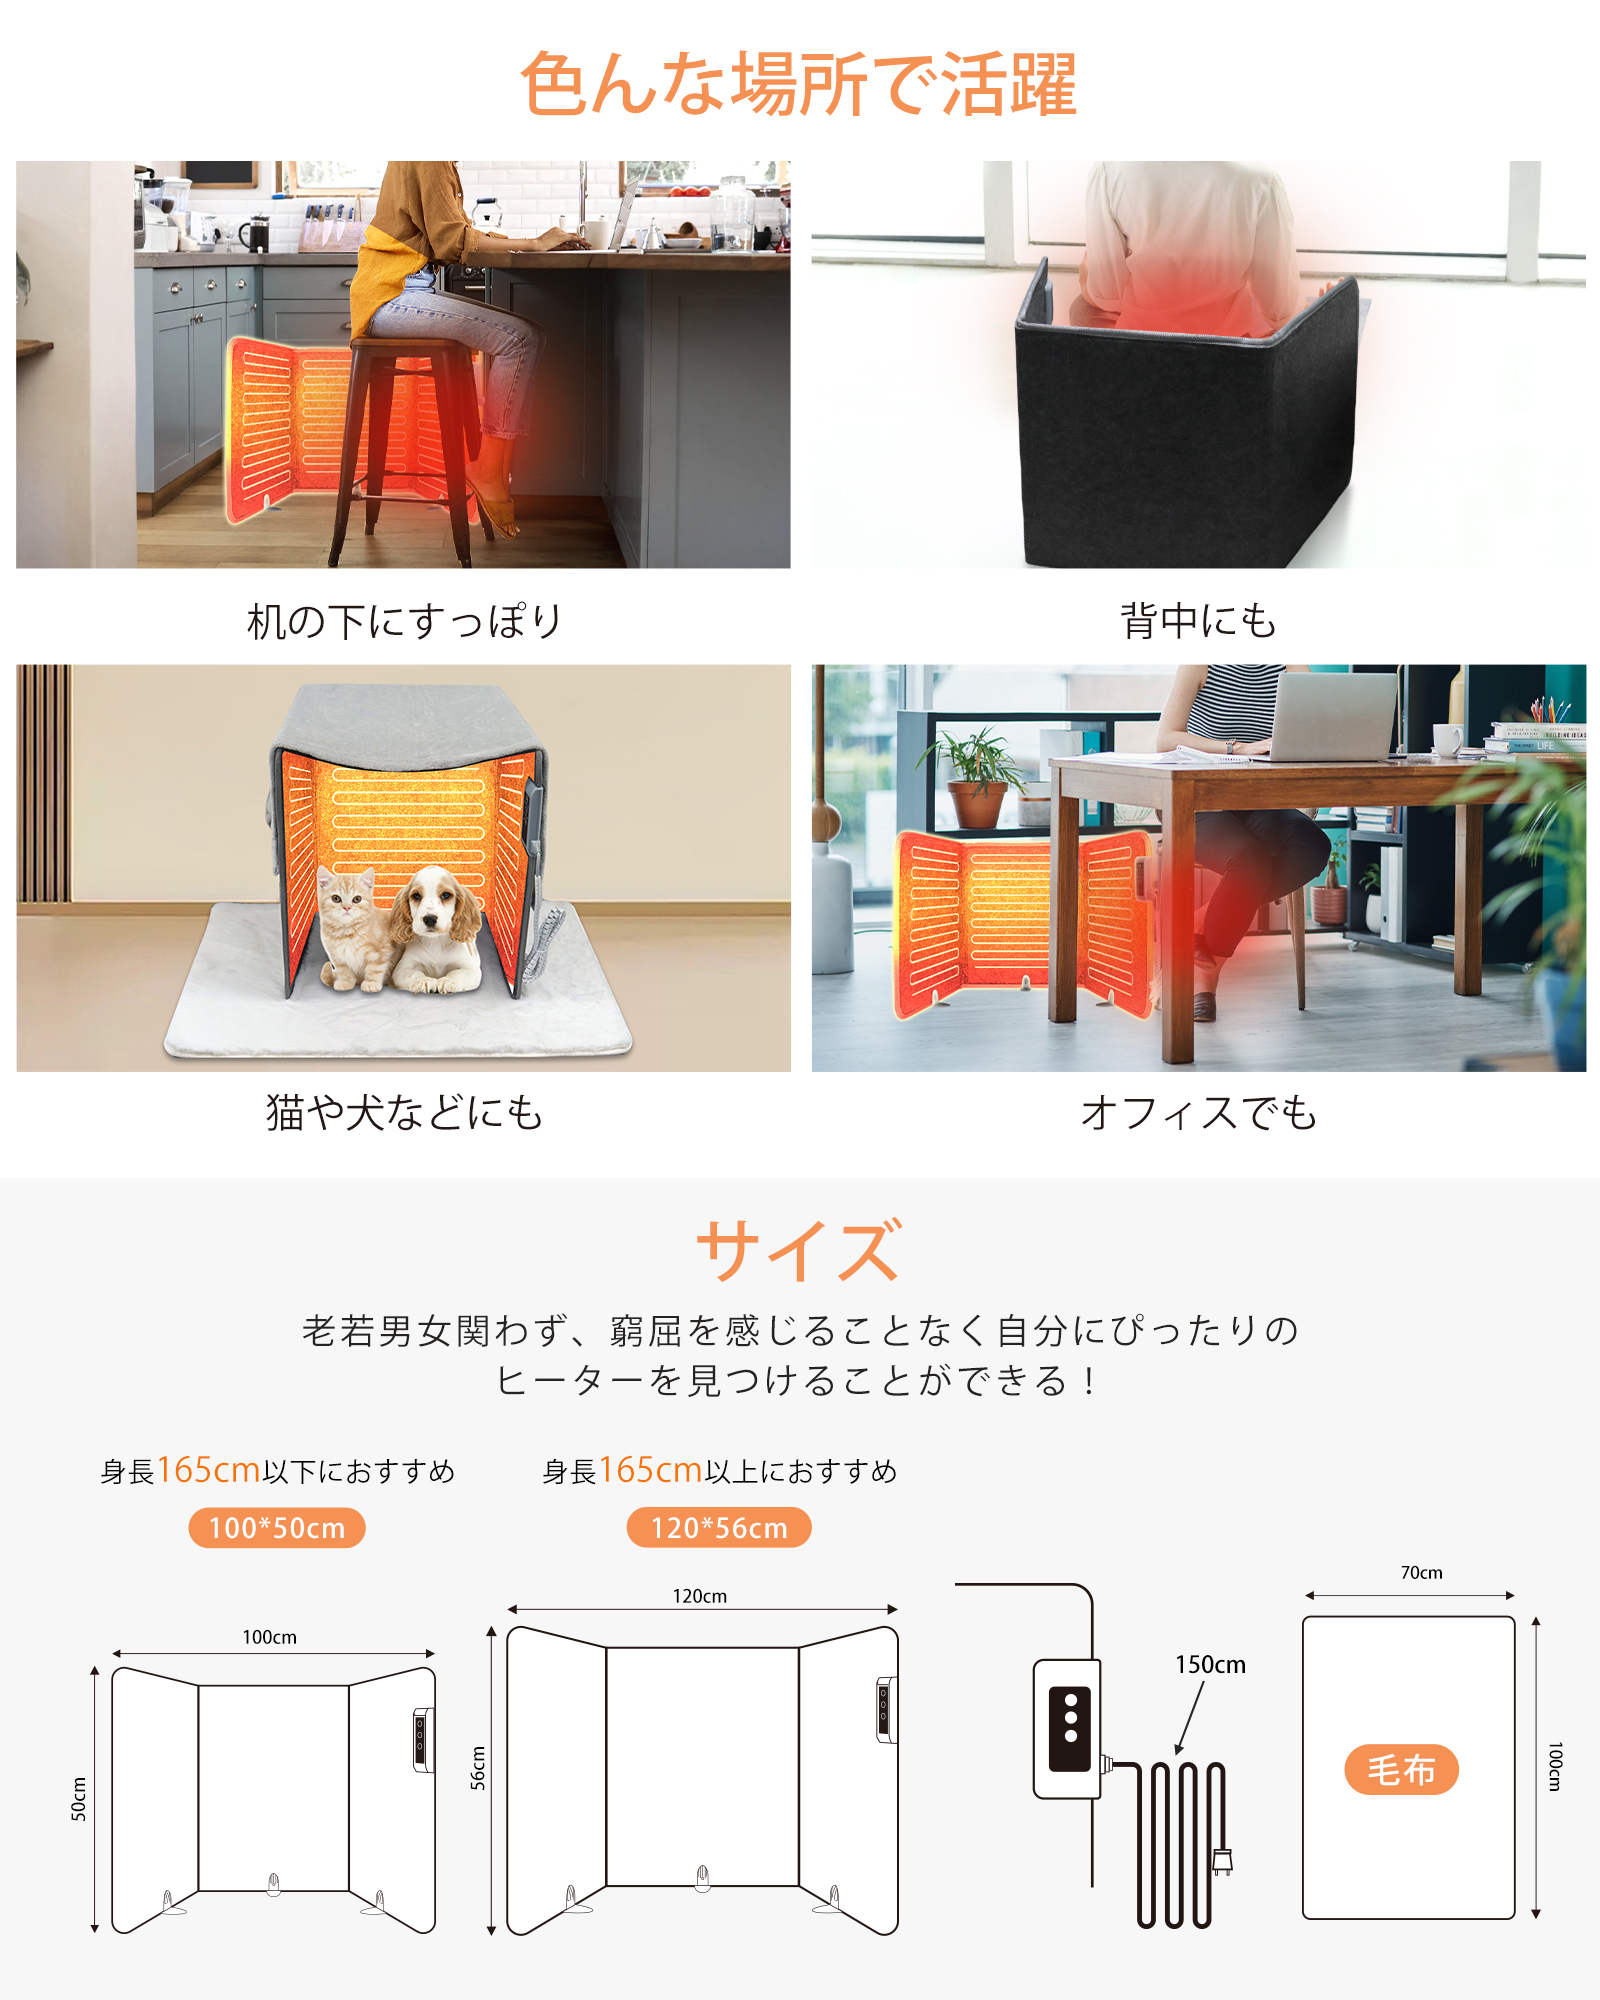 色んな場所で活躍
机の下にすっぽり
背中にも
猫や犬などにも
オフィスでも
サイズ
老若男女関わず、窮屈を感じることなく自分にぴったりの
ヒーターを見つけることができる！
身長165cm以下におすすめ
100*50cm
身長165cm以上におすすめ
120*56cm
100cm
50cm
120cm
56cm
150cm
70cm
100cm
毛布